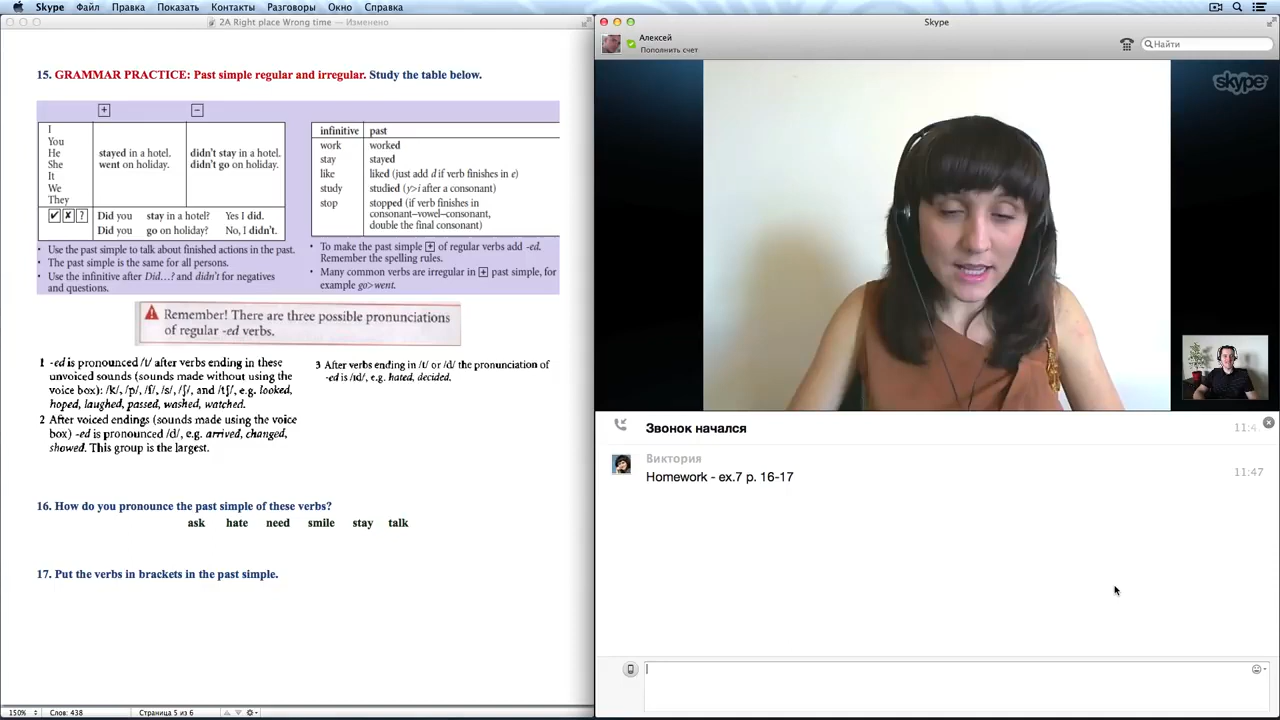 Skype Файл Правка Показать Контакты Разговоры Окно Справка
2A Right place Wrong time — Изменено
15. GRAMMAR PRACTICE: Past simple regular and irregular. Study the table below.
+ −
I
You
He stayed in a hotel. didn't stay in a hotel.
She went on holiday. didn't go on holiday.
It
We
They
✔ ✘ ? Did you stay in a hotel? Yes I did.
Did you go on holiday? No, I didn't.
• Use the past simple to talk about finished actions in the past.
• The past simple is the same for all persons.
• Use the infinitive after Did...? and didn't for negatives
and questions.
infinitive past
work worked
stay stayed
like liked (just add d if verb finishes in e)
study studied (y>i after a consonant)
stop stopped (if verb finishes in
consonant–vowel–consonant,
double the final consonant)
• To make the past simple + of regular verbs add -ed.
Remember the spelling rules.
• Many common verbs are irregular in + past simple, for
example go>went.
Remember! There are three possible pronunciations
of regular -ed verbs.
1 -ed is pronounced /t/ after verbs ending in these
unvoiced sounds (sounds made without using the
voice box): /k/, /p/, /f/, /s/, /ʃ/, and /tʃ/, e.g. looked,
hoped, laughed, passed, washed, watched.
2 After voiced endings (sounds made using the voice
box) -ed is pronounced /d/, e.g. arrived, changed,
showed. This group is the largest.
3 After verbs ending in /t/ or /d/ the pronunciation of
-ed is /ɪd/, e.g. hated, decided.
16. How do you pronounce the past simple of these verbs?
ask hate need smile stay talk
17. Put the verbs in brackets in the past simple.
150% Слов: 438 Страница 5 из 6
Skype
Алексей
Пополнить счет
Найти
skype
Звонок начался
Виктория
Homework - ex.7 p. 16-17 11:47